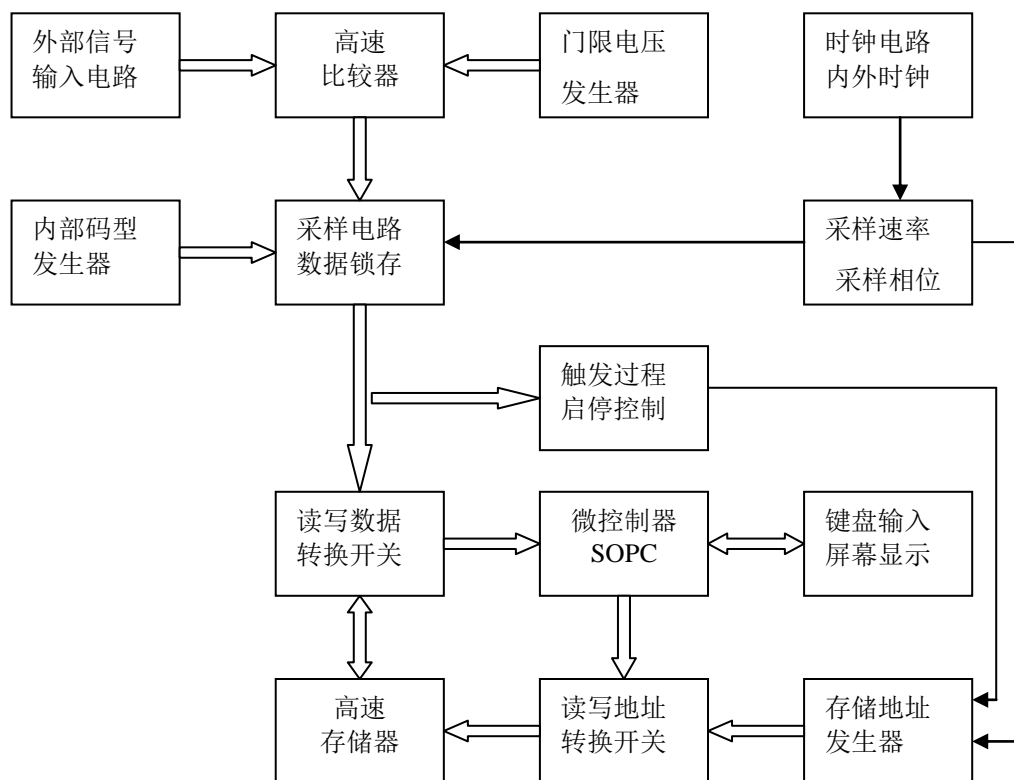 外部信号
输入电路
高速
比较器
门限电压
发生器
时钟电路
内外时钟
内部码型
发生器
采样电路
数据锁存
采样速率
采样相位
触发过程
启停控制
读写数据
转换开关
微控制器
SOPC
键盘输入
屏幕显示
高速
存储器
读写地址
转换开关
存储地址
发生器